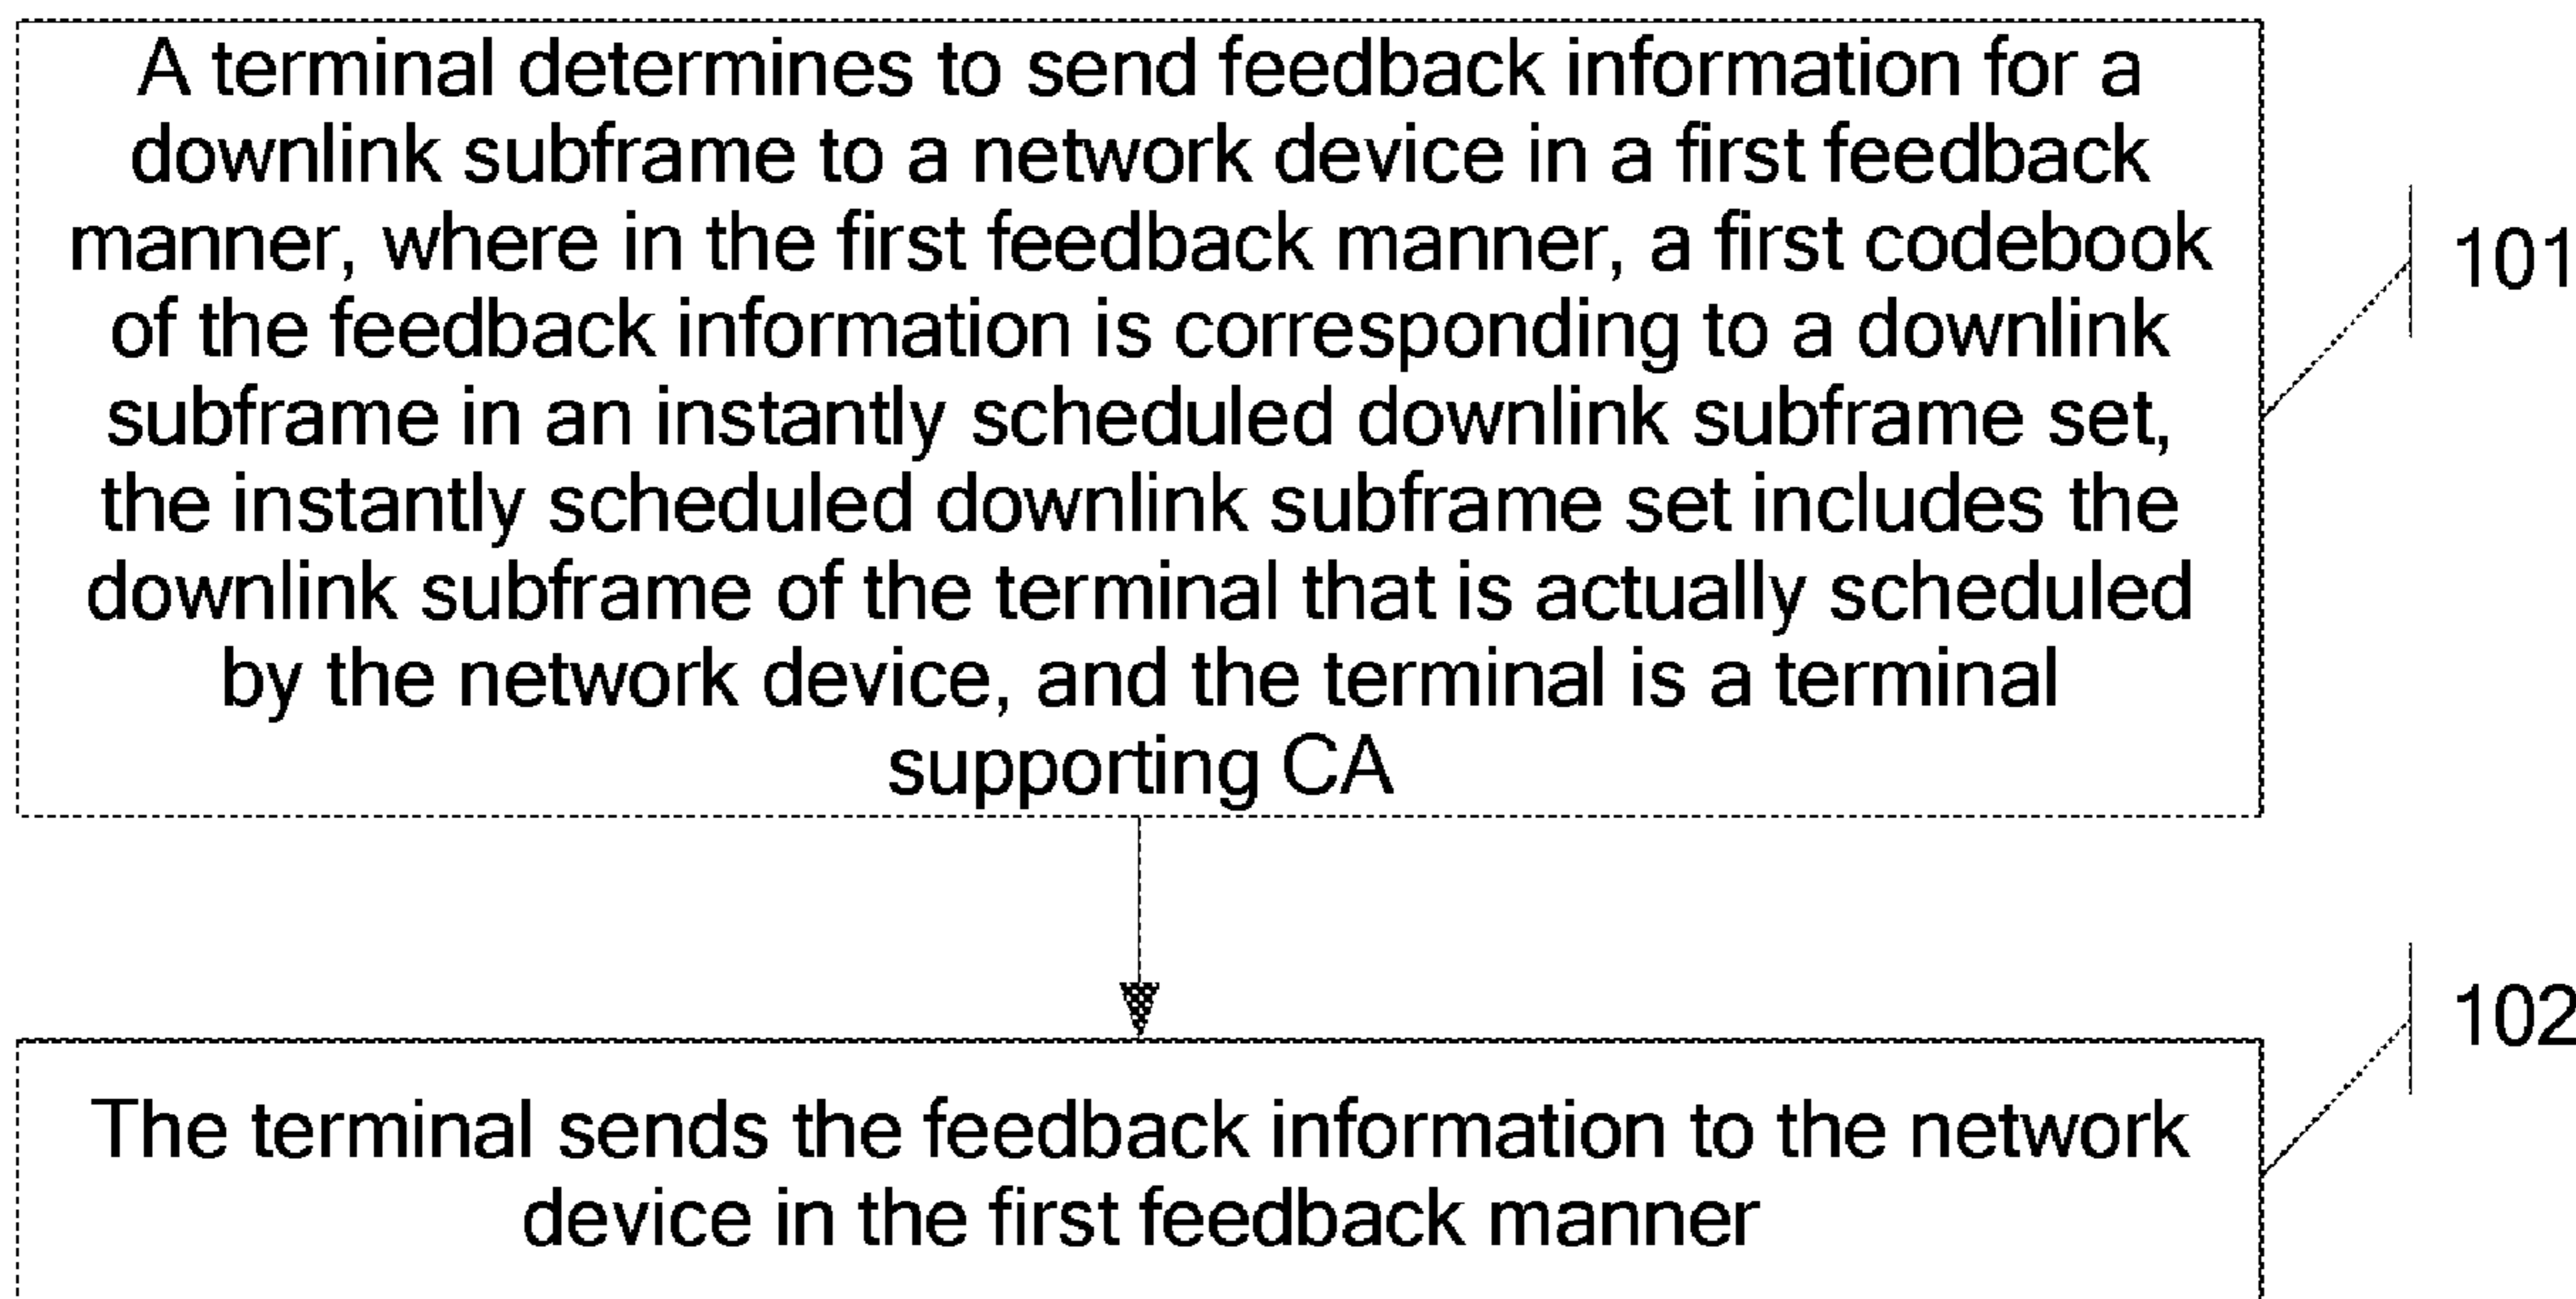 A terminal determines to send feedback information for a
downlink subframe to a network device in a first feedback
manner, where in the first feedback manner, a first codebook
of the feedback information is corresponding to a downlink
subframe in an instantly scheduled downlink subframe set,
the instantly scheduled downlink subframe set includes the
downlink subframe of the terminal that is actually scheduled
by the network device, and the terminal is a terminal
supporting CA
101
The terminal sends the feedback information to the network
device in the first feedback manner
102